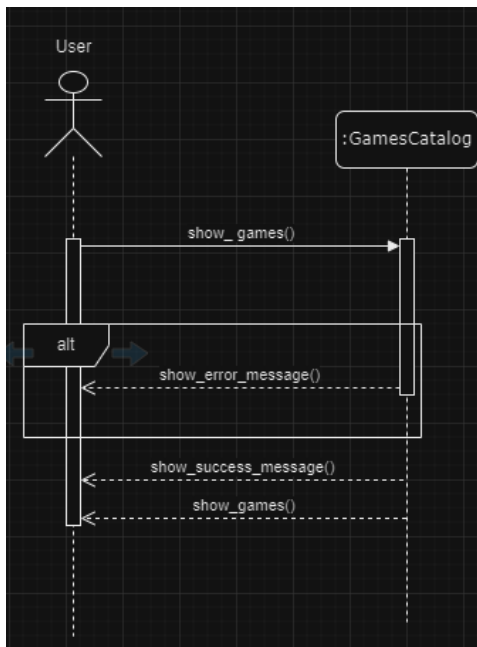 User
:GamesCatalog
show_ games()
alt
show_error_message()
show_success_message()
show_games()